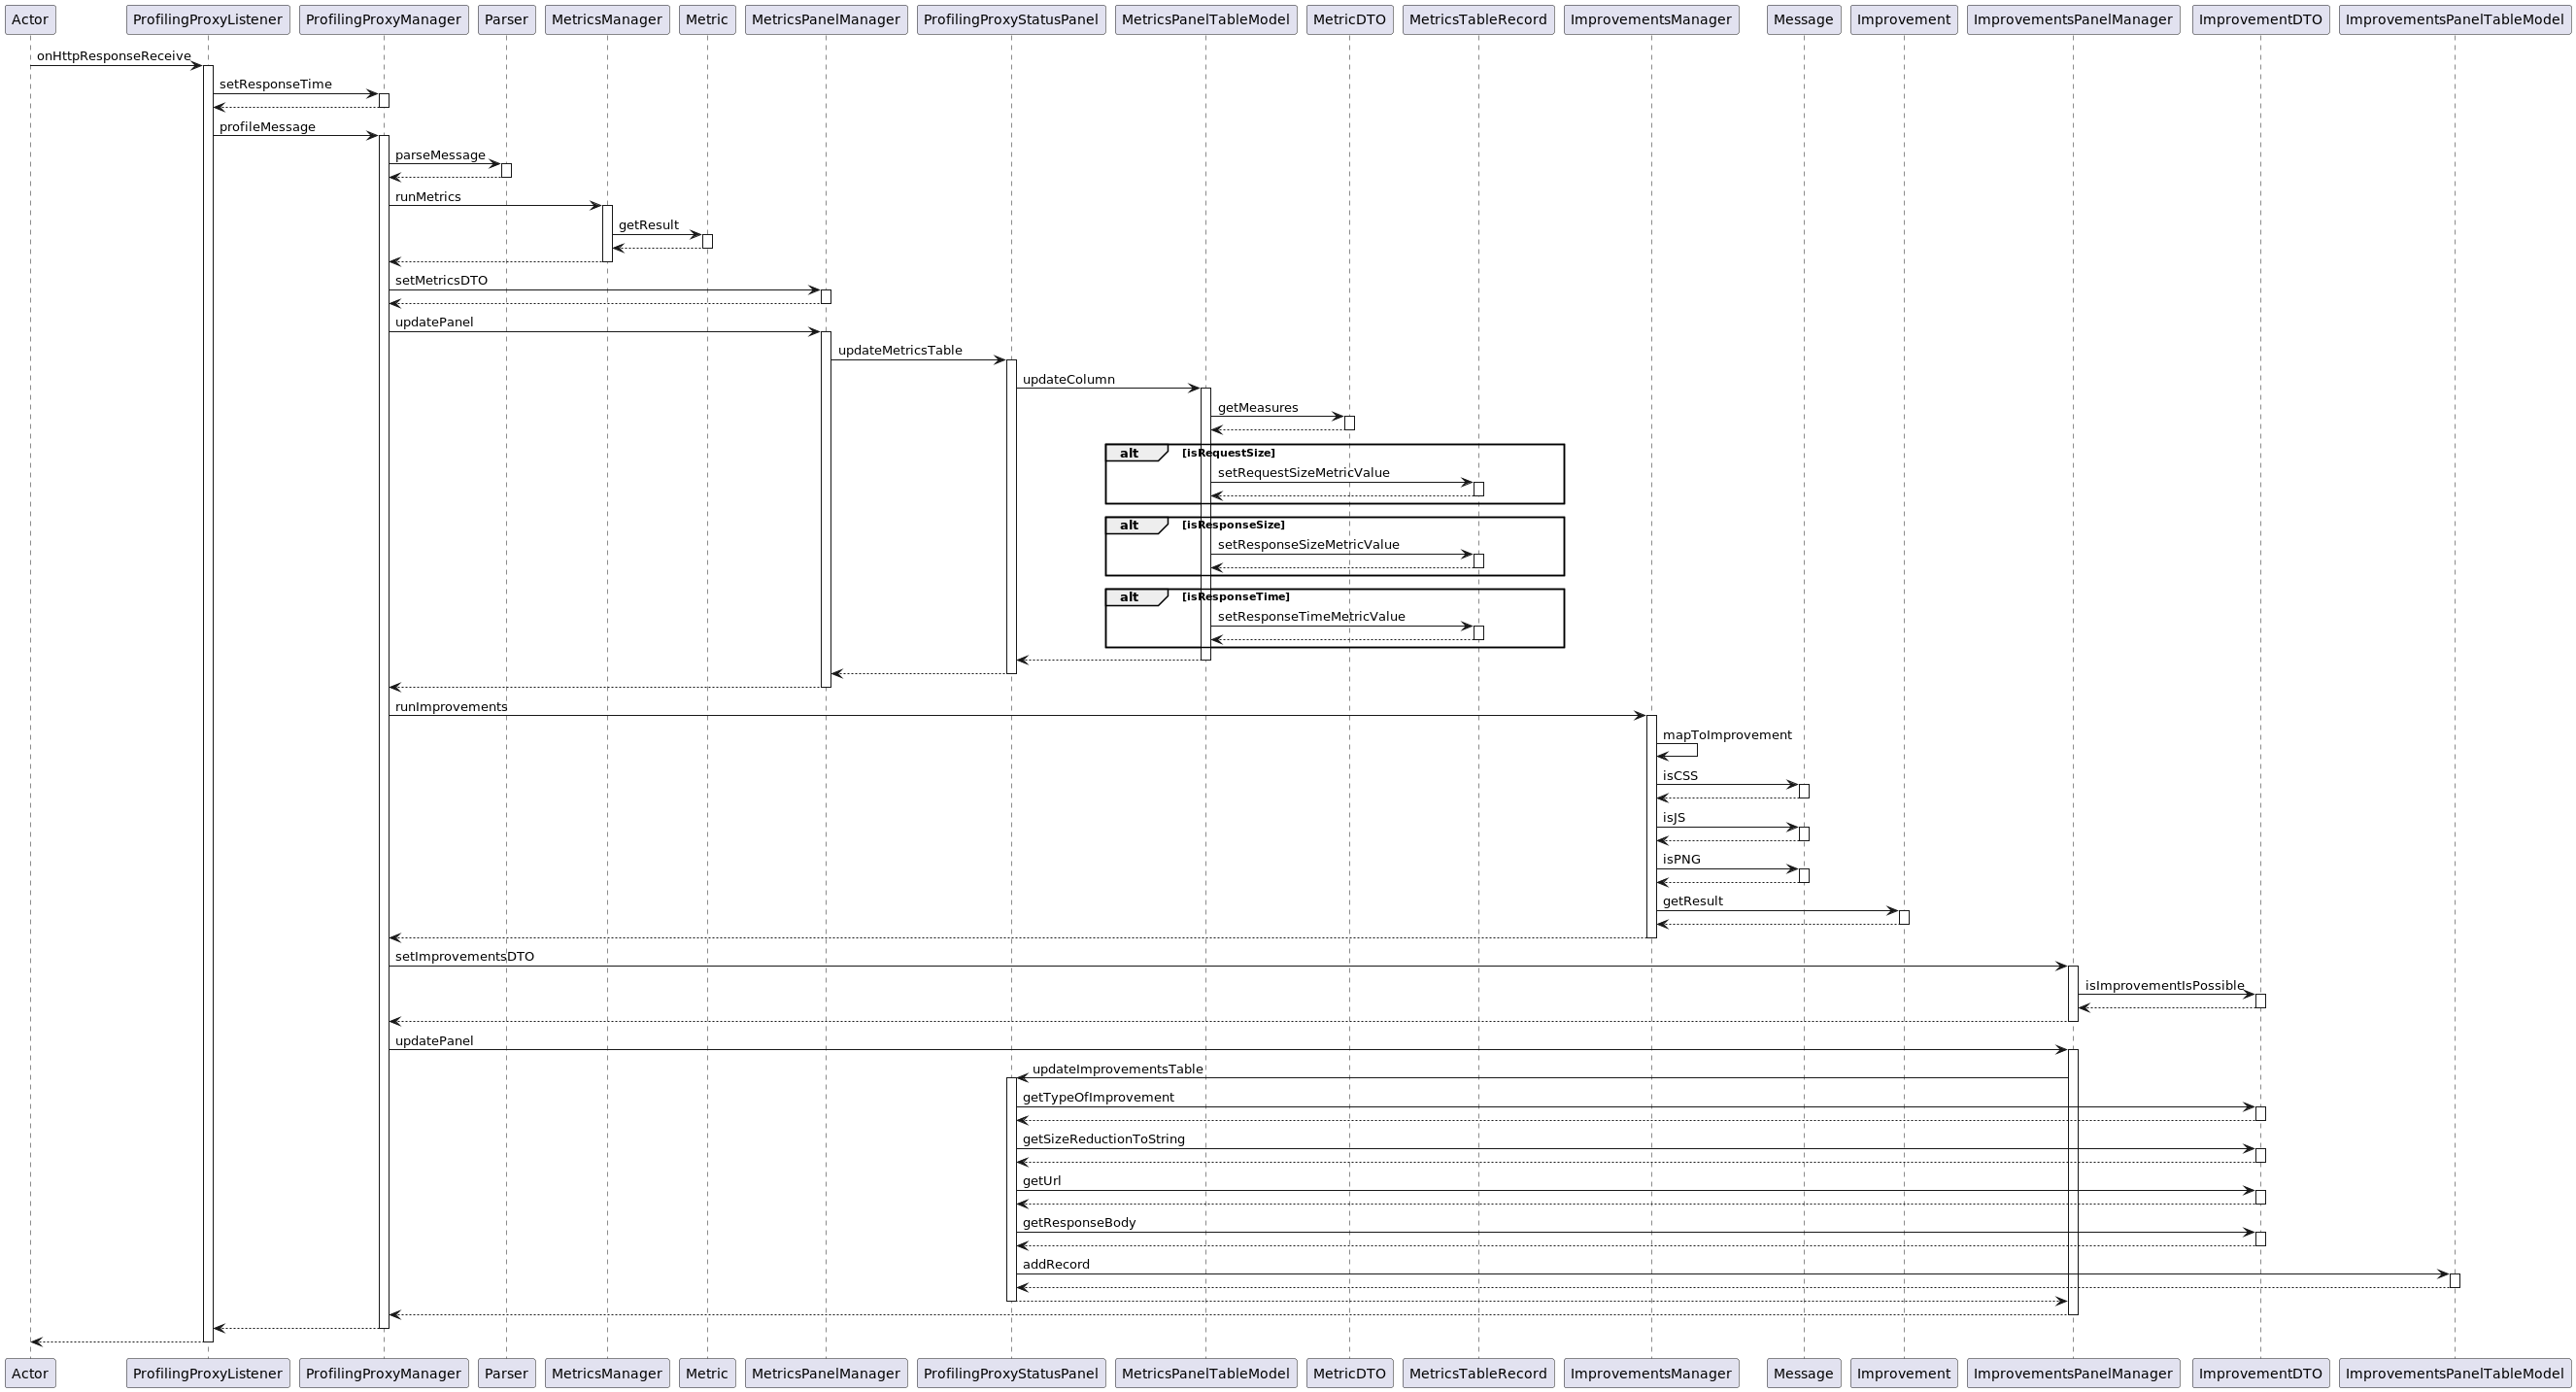 Actor ProfilingProxyListener ProfilingProxyManager Parser MetricsManager Metric MetricsPanelManager ProfilingProxyStatusPanel MetricsPanelTableModel MetricDTO MetricsTableRecord ImprovementsManager Message Improvement ImprovementsPanelManager ImprovementDTO ImprovementsPanelTableModel
onHttpResponseReceive
setResponseTime
profileMessage
parseMessage
runMetrics
getResult
setMetricsDTO
updatePanel
updateMetricsTable
updateColumn
getMeasures
alt [isRequestSize]
setRequestSizeMetricValue
alt [isResponseSize]
setResponseSizeMetricValue
alt [isResponseTime]
setResponseTimeMetricValue
runImprovements
mapToImprovement
isCSS
isJS
isPNG
getResult
setImprovementsDTO
isImprovementIsPossible
updatePanel
updateImprovementsTable
getTypeOfImprovement
getSizeReductionToString
getUrl
getResponseBody
addRecord
Actor ProfilingProxyListener ProfilingProxyManager Parser MetricsManager Metric MetricsPanelManager ProfilingProxyStatusPanel MetricsPanelTableModel MetricDTO MetricsTableRecord ImprovementsManager Message Improvement ImprovementsPanelManager ImprovementDTO ImprovementsPanelTableModel